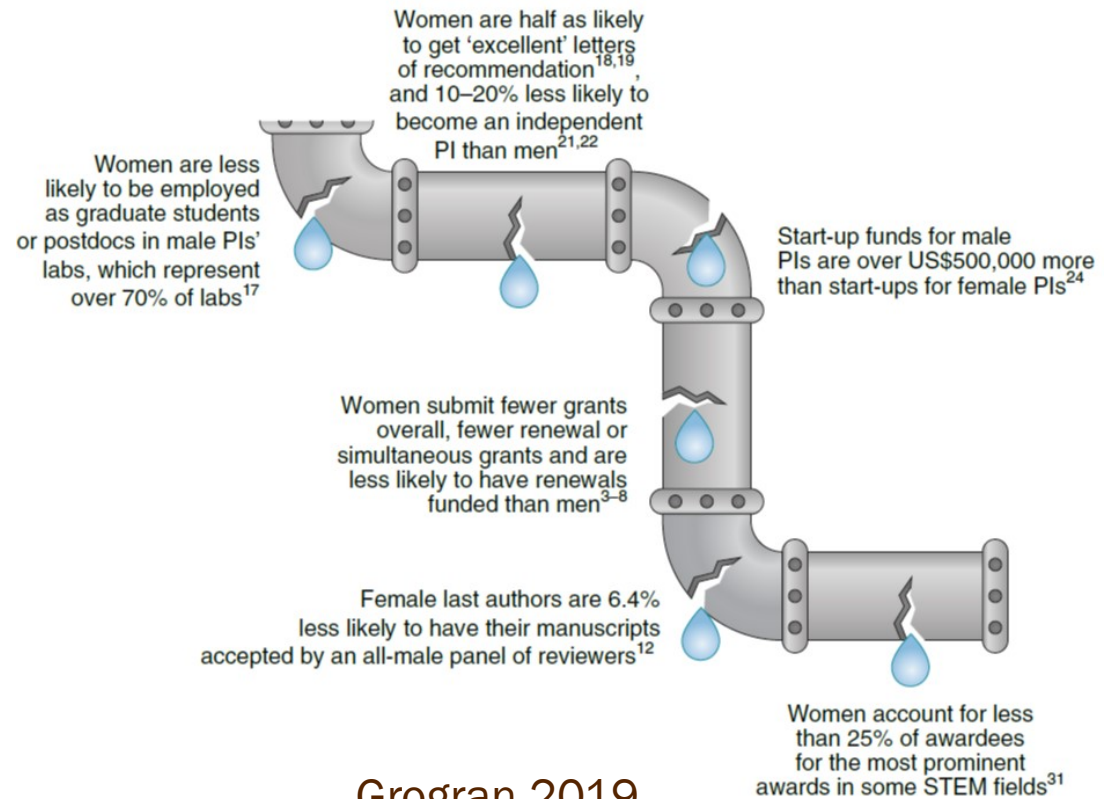 Women are half as likely
to get ‘excellent’ letters
of recommendation18,19,
and 10–20% less likely to
become an independent
PI than men21,22
Women are less
likely to be employed
as graduate students
or postdocs in male PIs’
labs, which represent
over 70% of labs17
Start-up funds for male
PIs are over US$500,000 more
than start-ups for female PIs24
Women submit fewer grants
overall, fewer renewal or
simultaneous grants and are
less likely to have renewals
funded than men3–8
Female last authors are 6.4%
less likely to have their manuscripts
accepted by an all-male panel of reviewers12
Women account for less
than 25% of awardees
for the most prominent
awards in some STEM fields31
Grogran 2019